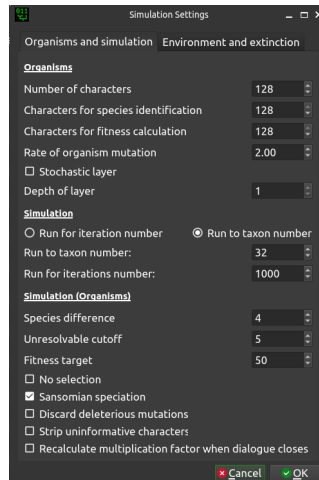 Simulation Settings
Organisms and simulation Environment and extinction
Organisms
Number of characters 128
Characters for species identification 128
Characters for fitness calculation 128
Rate of organism mutation 2.00
Stochastic layer
Depth of layer 1
Simulation
Run for iteration number Run to taxon number
Run to taxon number: 32
Run for iterations number: 1000
Simulation (Organisms)
Species difference 4
Unresolvable cutoff 5
Fitness target 50
No selection
Sansomian speciation
Discard deleterious mutations
Strip uninformative characters
Recalculate multiplication factor when dialogue closes
Cancel OK